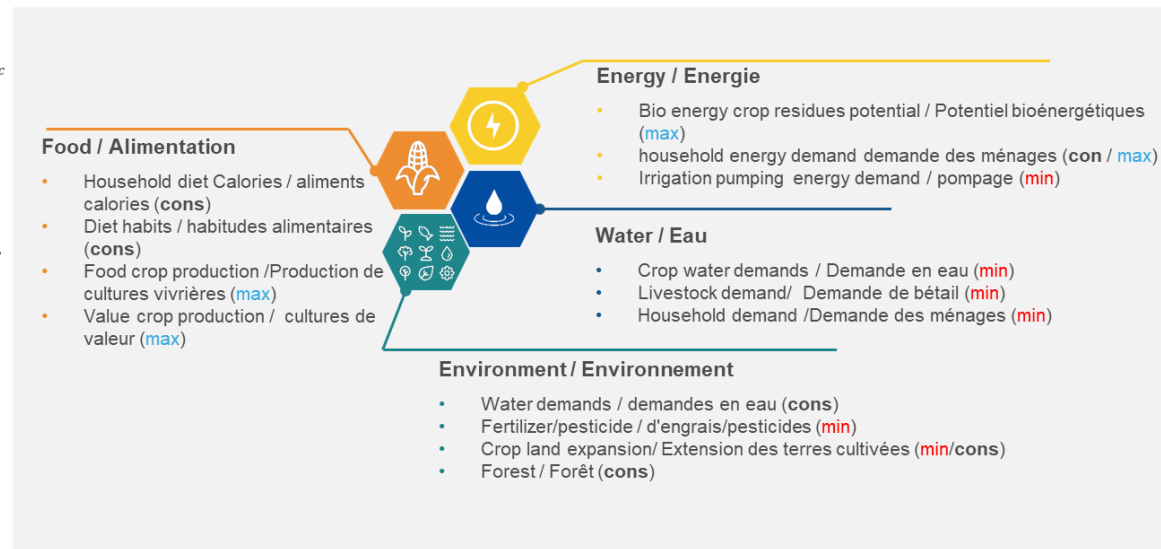 c
Energy / Energie
• Bio energy crop residues potential / Potentiel bioénergétiques
(max)
• household energy demand demande des ménages (con / max)
• Irrigation pumping energy demand / pompage (min)
Food / Alimentation
• Household diet Calories / aliments
calories (cons)
• Diet habits / habitudes alimentaires
(cons)
• Food crop production /Production de
cultures vivrières (max)
• Value crop production / cultures de
valeur (max)
Water / Eau
• Crop water demands / Demande en eau (min)
• Livestock demand/ Demande de bétail (min)
• Household demand /Demande des ménages (min)
Environment / Environnement
• Water demands / demandes en eau (cons)
• Fertilizer/pesticide / d'engrais/pesticides (min)
• Crop land expansion/ Extension des terres cultivées (min/cons)
• Forest / Forêt (cons)